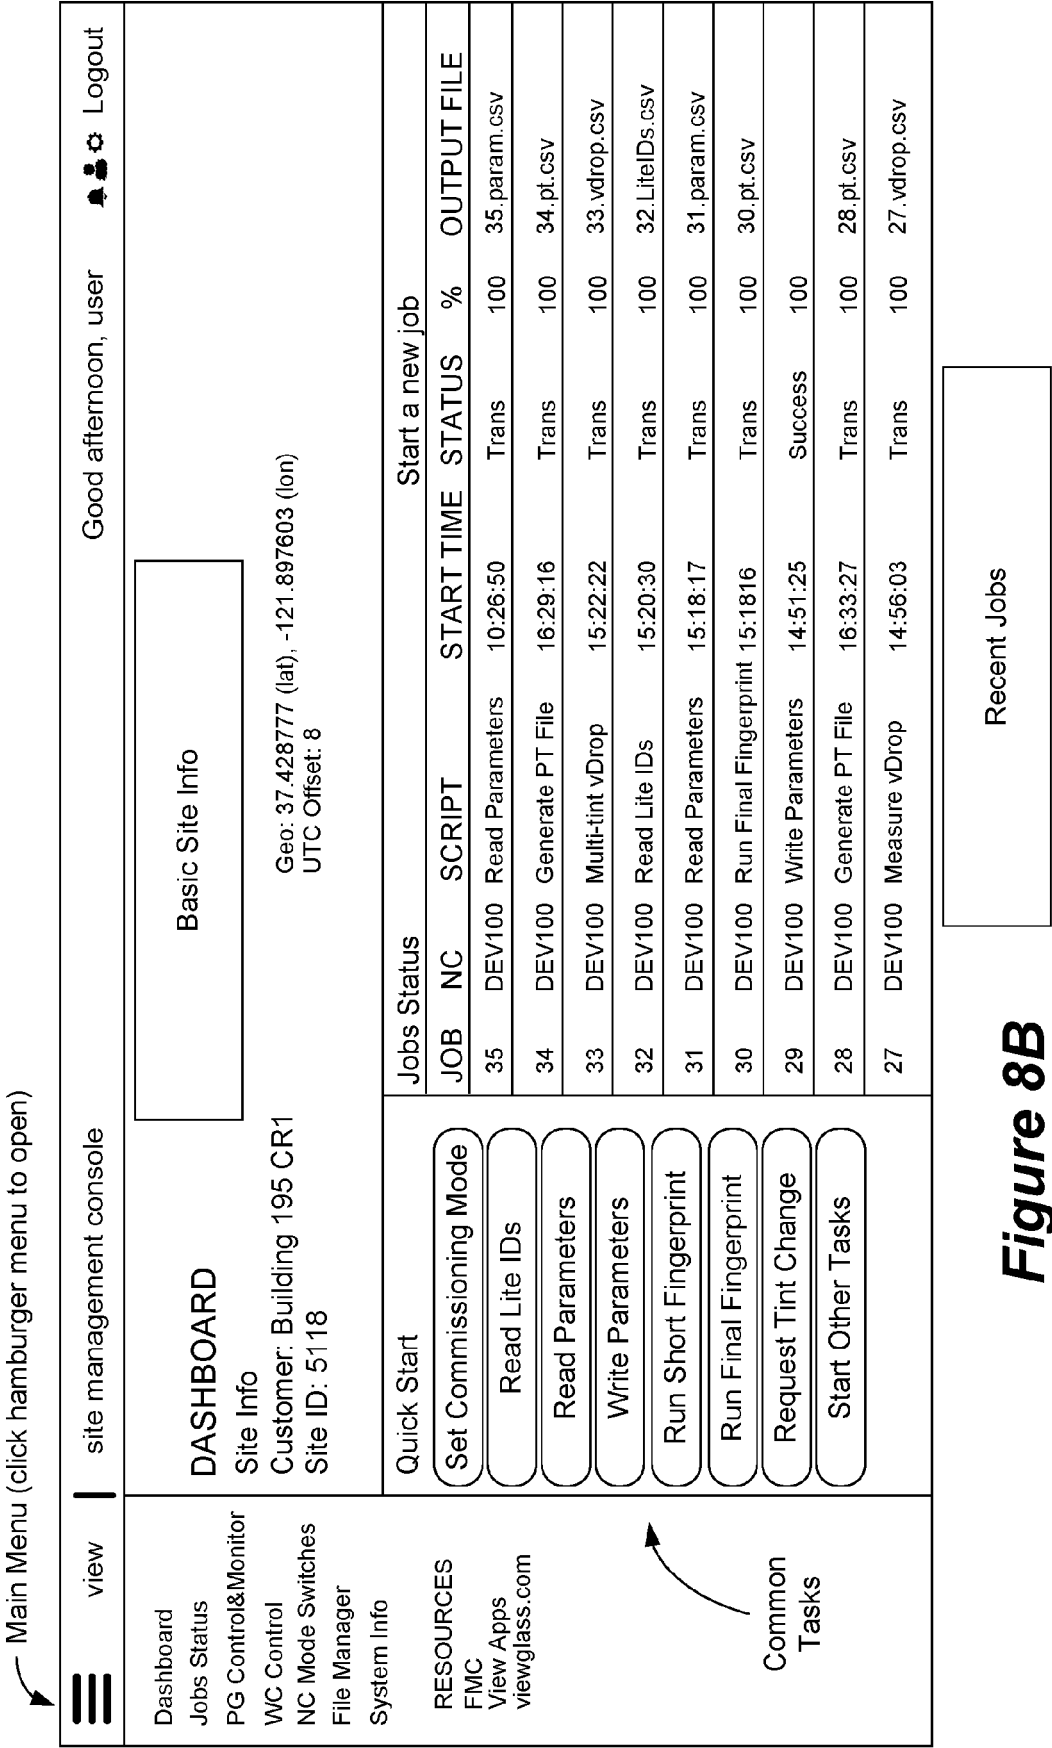 Main Menu (click hamburger menu to open)
view | site management console Good afternoon, user Logout
Dashboard
Jobs Status
PG Control&Monitor
WC Control
NC Mode Switches
File Manager
System Info
RESOURCES
FMC
View Apps
viewglass.com
Common
Tasks
DASHBOARD
Site Info
Customer: Building 195 CR1
Site ID: 5118
Basic Site Info
Geo: 37.428777 (lat), -121.897603 (lon)
UTC Offset: 8
Quick Start
Set Commissioning Mode
Read Lite IDs
Read Parameters
Write Parameters
Run Short Fingerprint
Run Final Fingerprint
Request Tint Change
Start Other Tasks
Jobs Status Start a new job
JOB NC SCRIPT START TIME STATUS % OUTPUT FILE
35 DEV100 Read Parameters 10:26:50 Trans 100 35.param.csv
34 DEV100 Generate PT File 16:29:16 Trans 100 34.pt.csv
33 DEV100 Multi-tint vDrop 15:22:22 Trans 100 33.vdrop.csv
32 DEV100 Read Lite IDs 15:20:30 Trans 100 32.LiteIDs.csv
31 DEV100 Read Parameters 15:18:17 Trans 100 31.param.csv
30 DEV100 Run Final Fingerprint 15:1816 Trans 100 30.pt.csv
29 DEV100 Write Parameters 14:51:25 Success 100
28 DEV100 Generate PT File 16:33:27 Trans 100 28.pt.csv
27 DEV100 Measure vDrop 14:56:03 Trans 100 27.vdrop.csv
Recent Jobs
Figure 8B